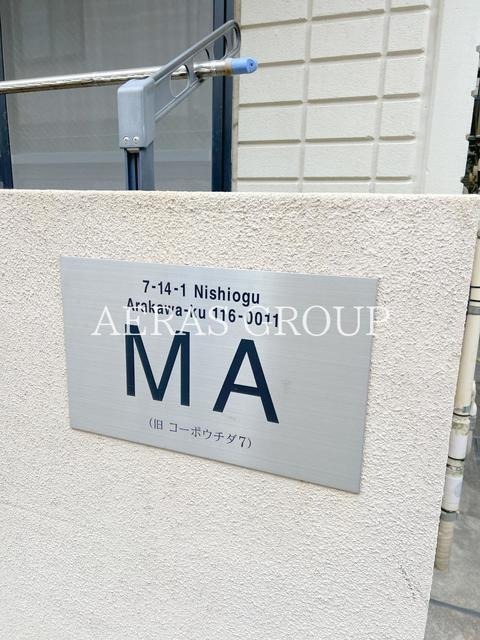 7-14-1 Nishiogu
Arakawa-ku 116-0011
AERAS GROUP
MA
(旧 コーポウチダ7)